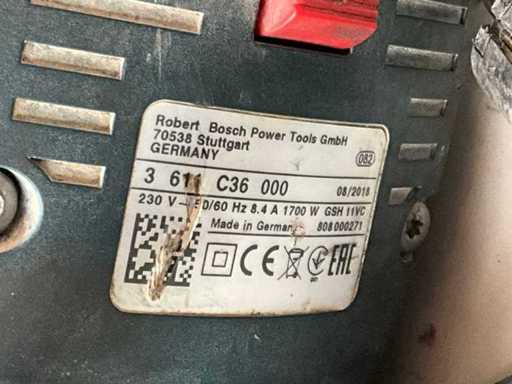 Robert Bosch Power Tools GmbH
70538 Stuttgart
GERMANY
082
3 611 C36 000
08/2018
230 V~ 50/60 Hz 8.4 A 1700 W GSH 11VC
Made in Germany 808000271
CE EAC